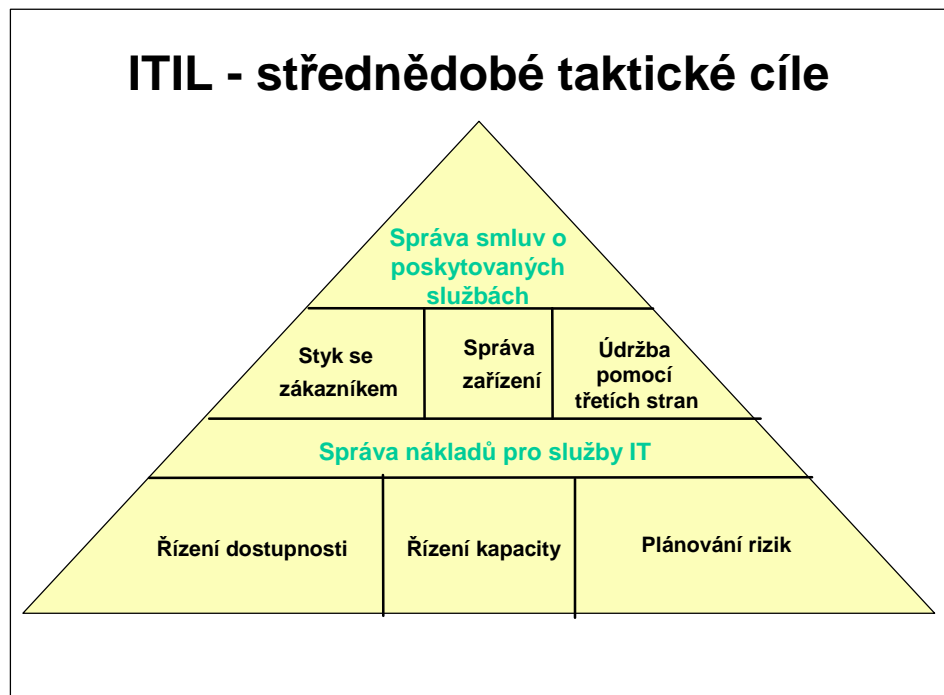 ITIL - střednědobé taktické cíle
Správa smluv o
poskytovaných
službách
Styk se
zákazníkem
Správa
zařízení
Údržba
pomocí
třetích stran
Správa nákladů pro služby IT
Řízení dostupnosti
Řízení kapacity
Plánování rizik